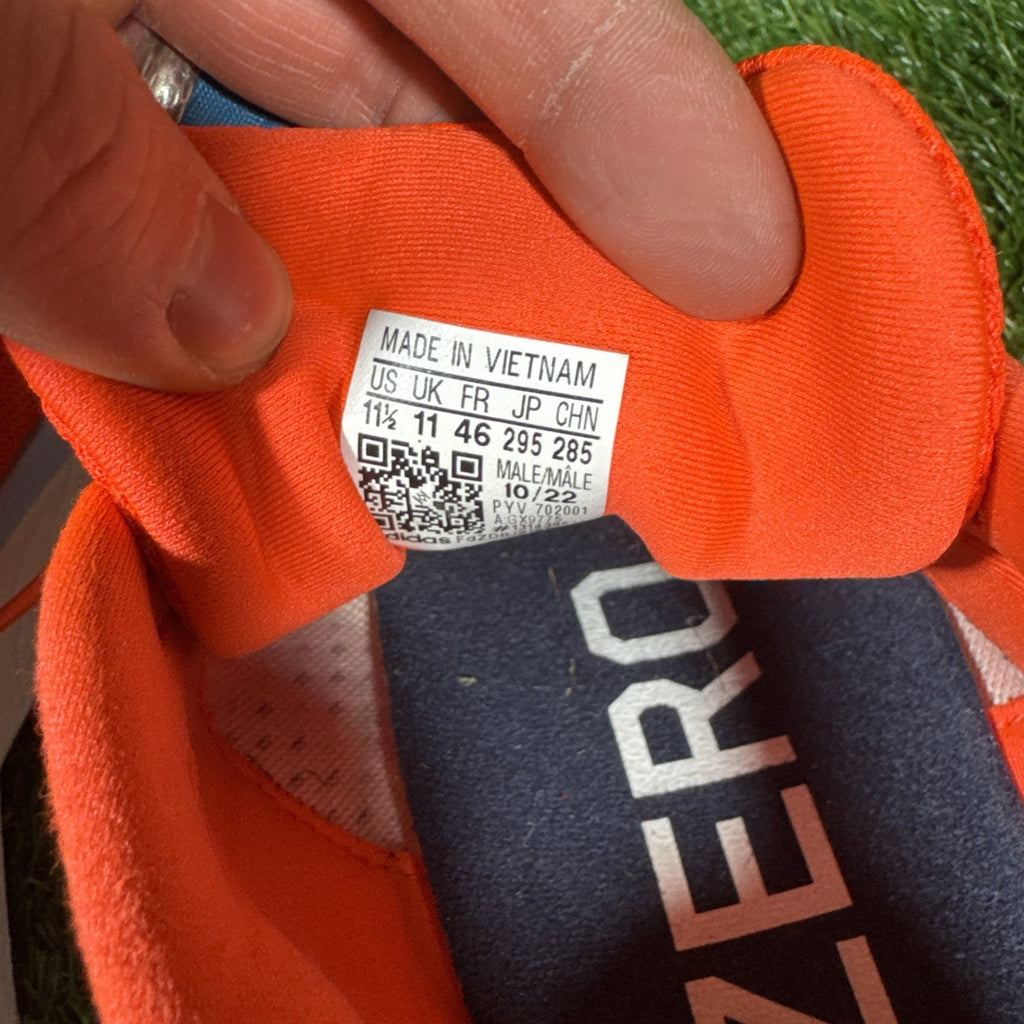 MADE IN VIETNAM
US UK FR JP CHN
11½ 11 46 295 285
MALE/MÂLE
10/22
PYV 702001
ZERO